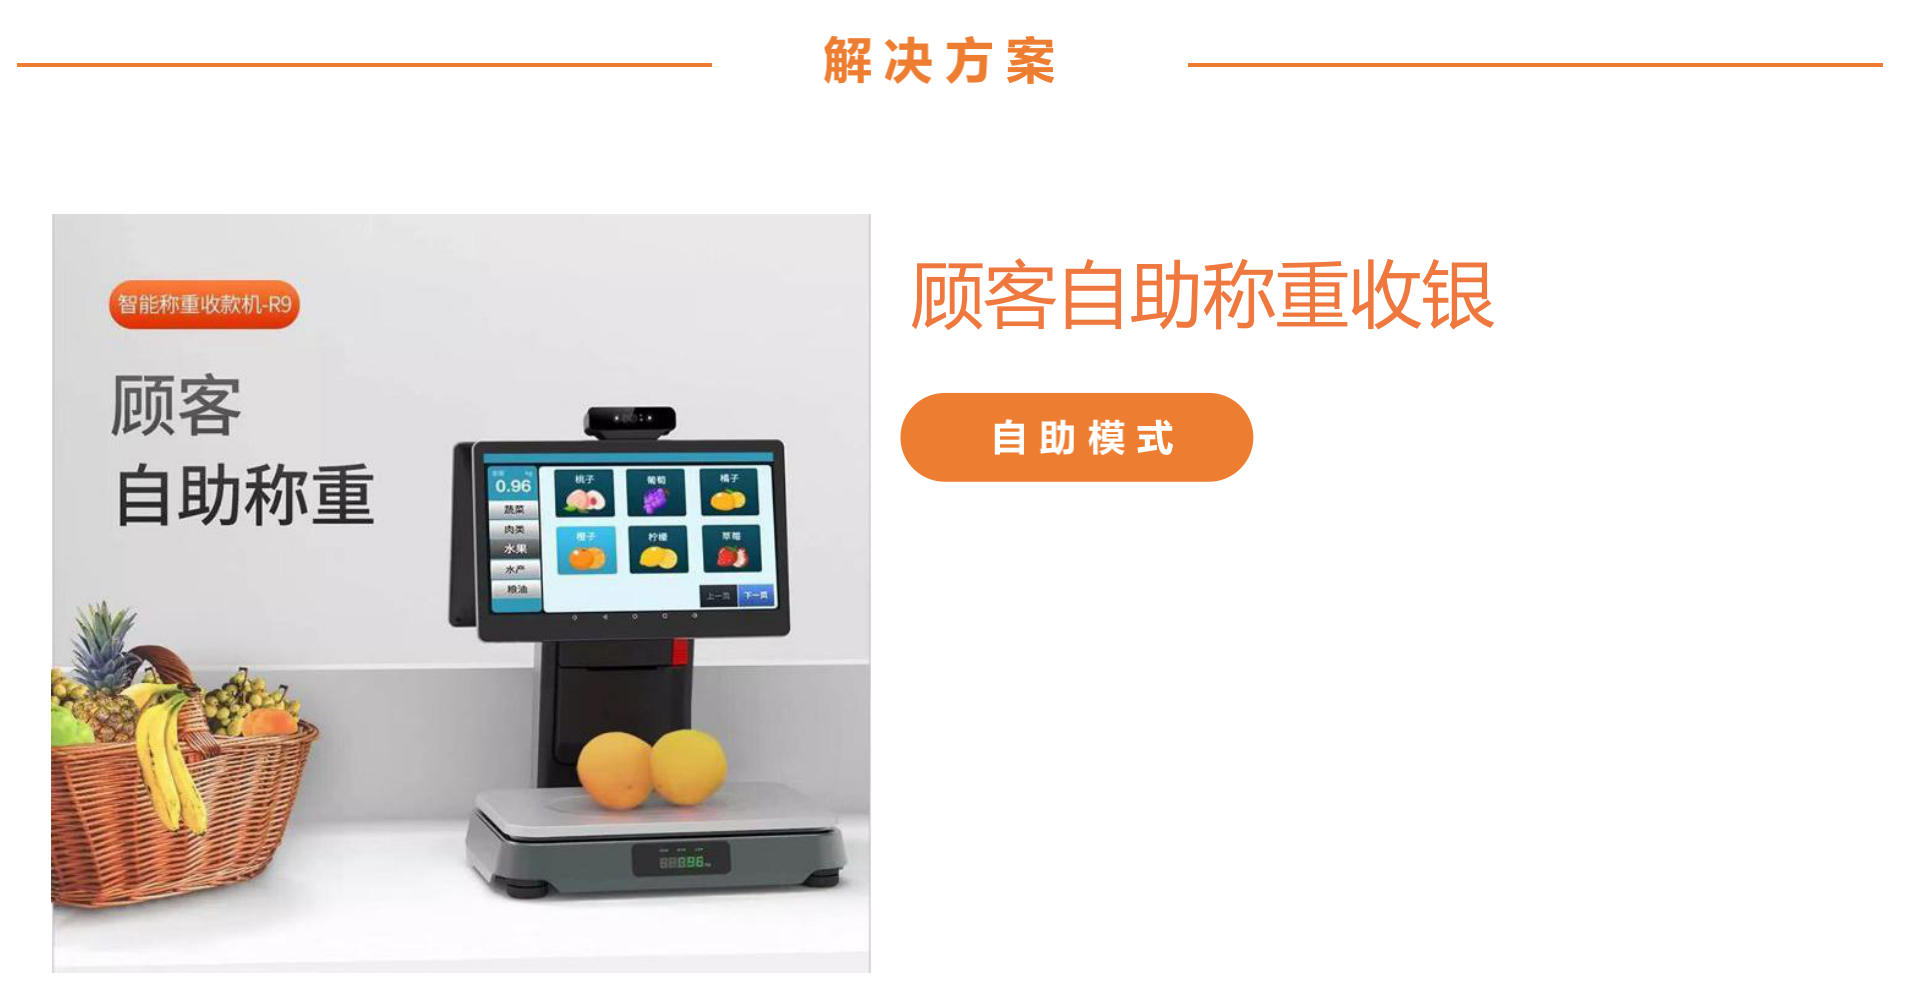 解决方案
智能称重收款机-R9
顾客
自助称重
顾客自助称重收银
自助模式
kg
0.96
蔬菜
肉类
水果
水产
粮油
桃子
葡萄
橘子
橙子
柠檬
草莓
上一页
下一页
0.96